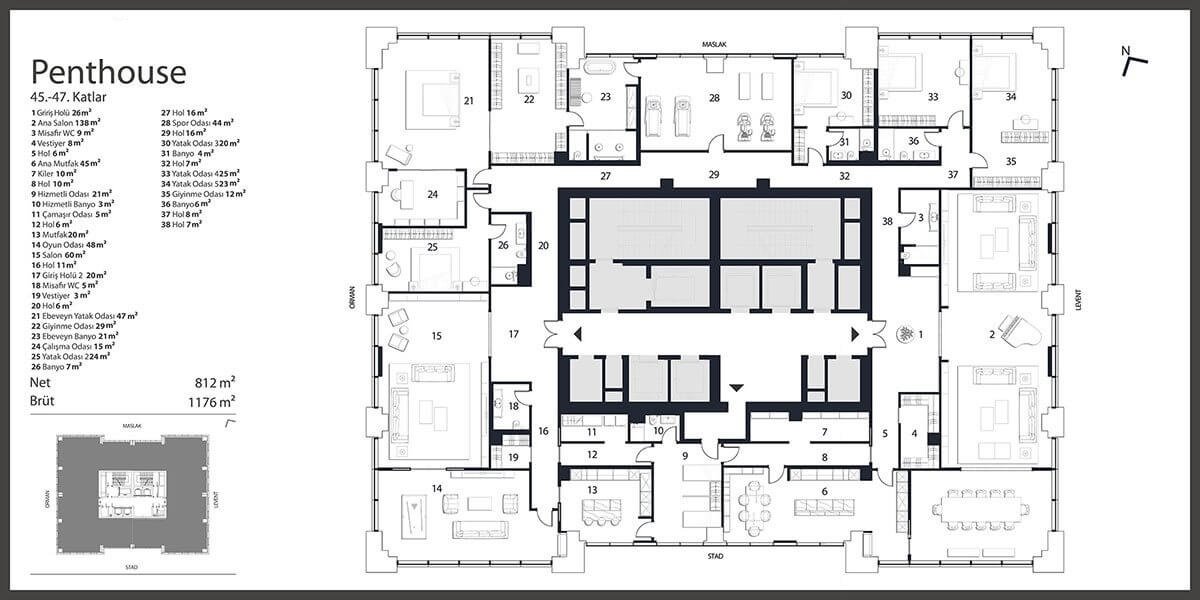 Penthouse
45.-47. Katlar
1 Giriş Holü 26 m²
2 Ana Salon 138 m²
3 Misafir WC 9 m²
4 Vestiyer 8 m²
5 Hol 6 m²
6 Ana Mutfak 45 m²
7 Kiler 10 m²
8 Hol 10 m²
9 Hizmetli Odası 21 m²
10 Hizmetli Banyo 3 m²
11 Çamaşır Odası 5 m²
12 Hol 6 m²
13 Mutfak 20 m²
14 Oyun Odası 48 m²
15 Salon 60 m²
16 Hol 11 m²
17 Giriş Holü 2 20 m²
18 Misafir WC 5 m²
19 Vestiyer 3 m²
20 Hol 6 m²
21 Ebeveyn Yatak Odası 47 m²
22 Giyinme Odası 29 m²
23 Ebeveyn Banyo 21 m²
24 Çalışma Odası 15 m²
25 Yatak Odası 2 24 m²
26 Banyo 7 m²
27 Hol 16 m²
28 Spor Odası 44 m²
29 Hol 16 m²
30 Yatak Odası 3 20 m²
31 Banyo 4 m²
32 Hol 7 m²
33 Yatak Odası 4 25 m²
34 Yatak Odası 5 23 m²
35 Giyinme Odası 12 m²
36 Banyo 6 m²
37 Hol 8 m²
38 Hol 7 m²
Net 812 m²
Brüt 1176 m²
MASLAK
ORMAN
LEVENT
STAD
MASLAK
N
21
22
23
28
30
33
34
31
36
35
27
29
32
37
24
26
20
38
3
25
ORMAN
LEVENT
15
17
1
2
18
16
11
10
7
5
4
19
12
9
8
14
13
6
STAD